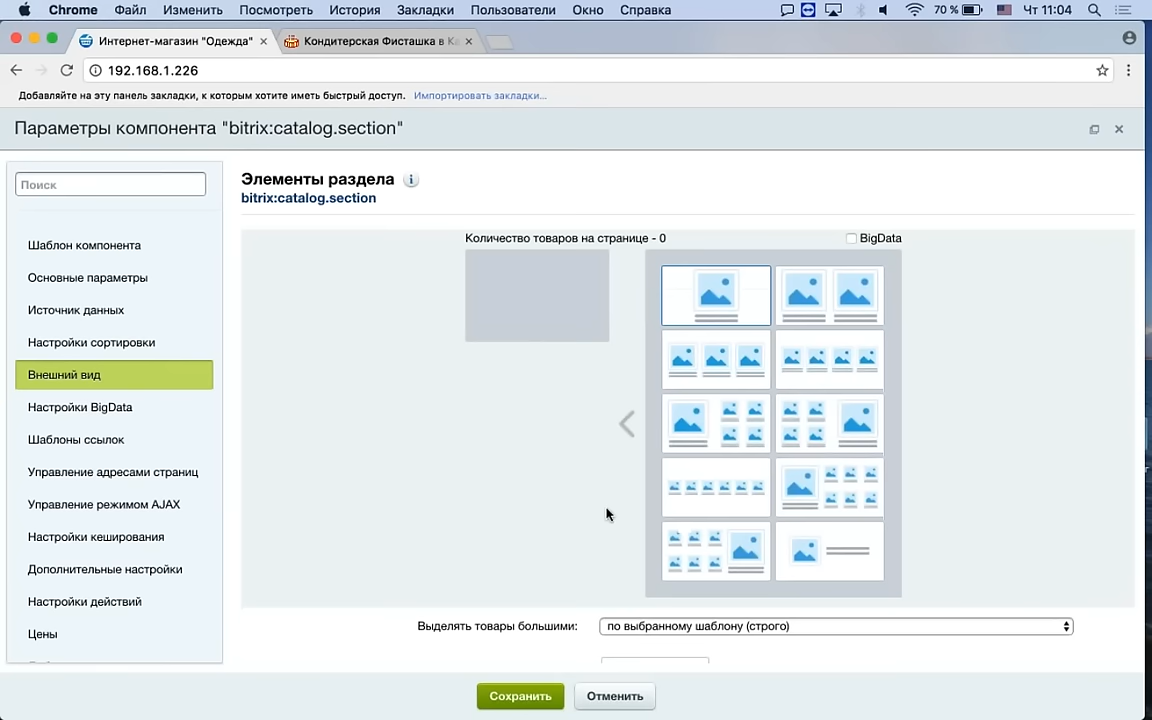 Chrome Файл Изменить Посмотреть История Закладки Пользователи Окно Справка 70 % Чт 11:04
Интернет-магазин "Одежда" Кондитерская Фисташка в К
192.168.1.226
Добавляйте на эту панель закладки, к которым хотите иметь быстрый доступ. Импортировать закладки...
Параметры компонента "bitrix:catalog.section"
Поиск
Шаблон компонента
Основные параметры
Источник данных
Настройки сортировки
Внешний вид
Настройки BigData
Шаблоны ссылок
Управление адресами страниц
Управление режимом AJAX
Настройки кеширования
Дополнительные настройки
Настройки действий
Цены
Элементы раздела
bitrix:catalog.section
Количество товаров на странице - 0 BigData
Выделять товары большими: по выбранному шаблону (строго)
Сохранить Отменить